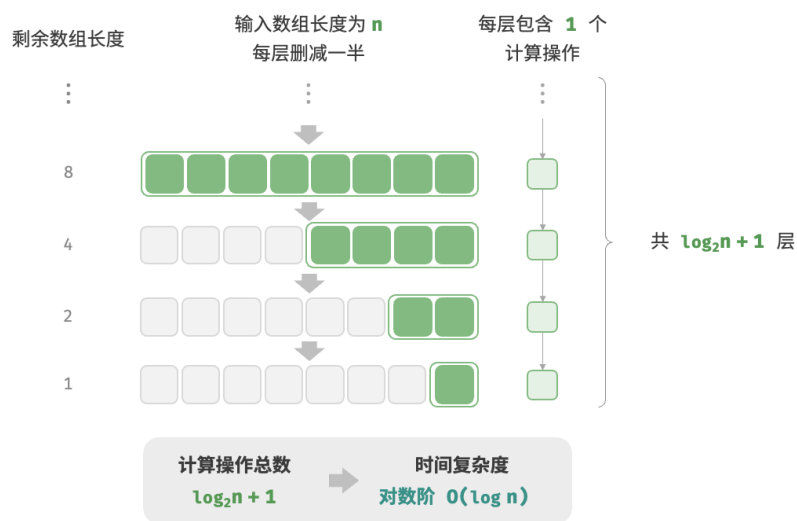 剩余数组长度
输入数组长度为 n
每层删减一半
每层包含 1 个
计算操作
8
4
2
1
共 log₂n + 1 层
计算操作总数
log₂n + 1
时间复杂度
对数阶 O(log n)